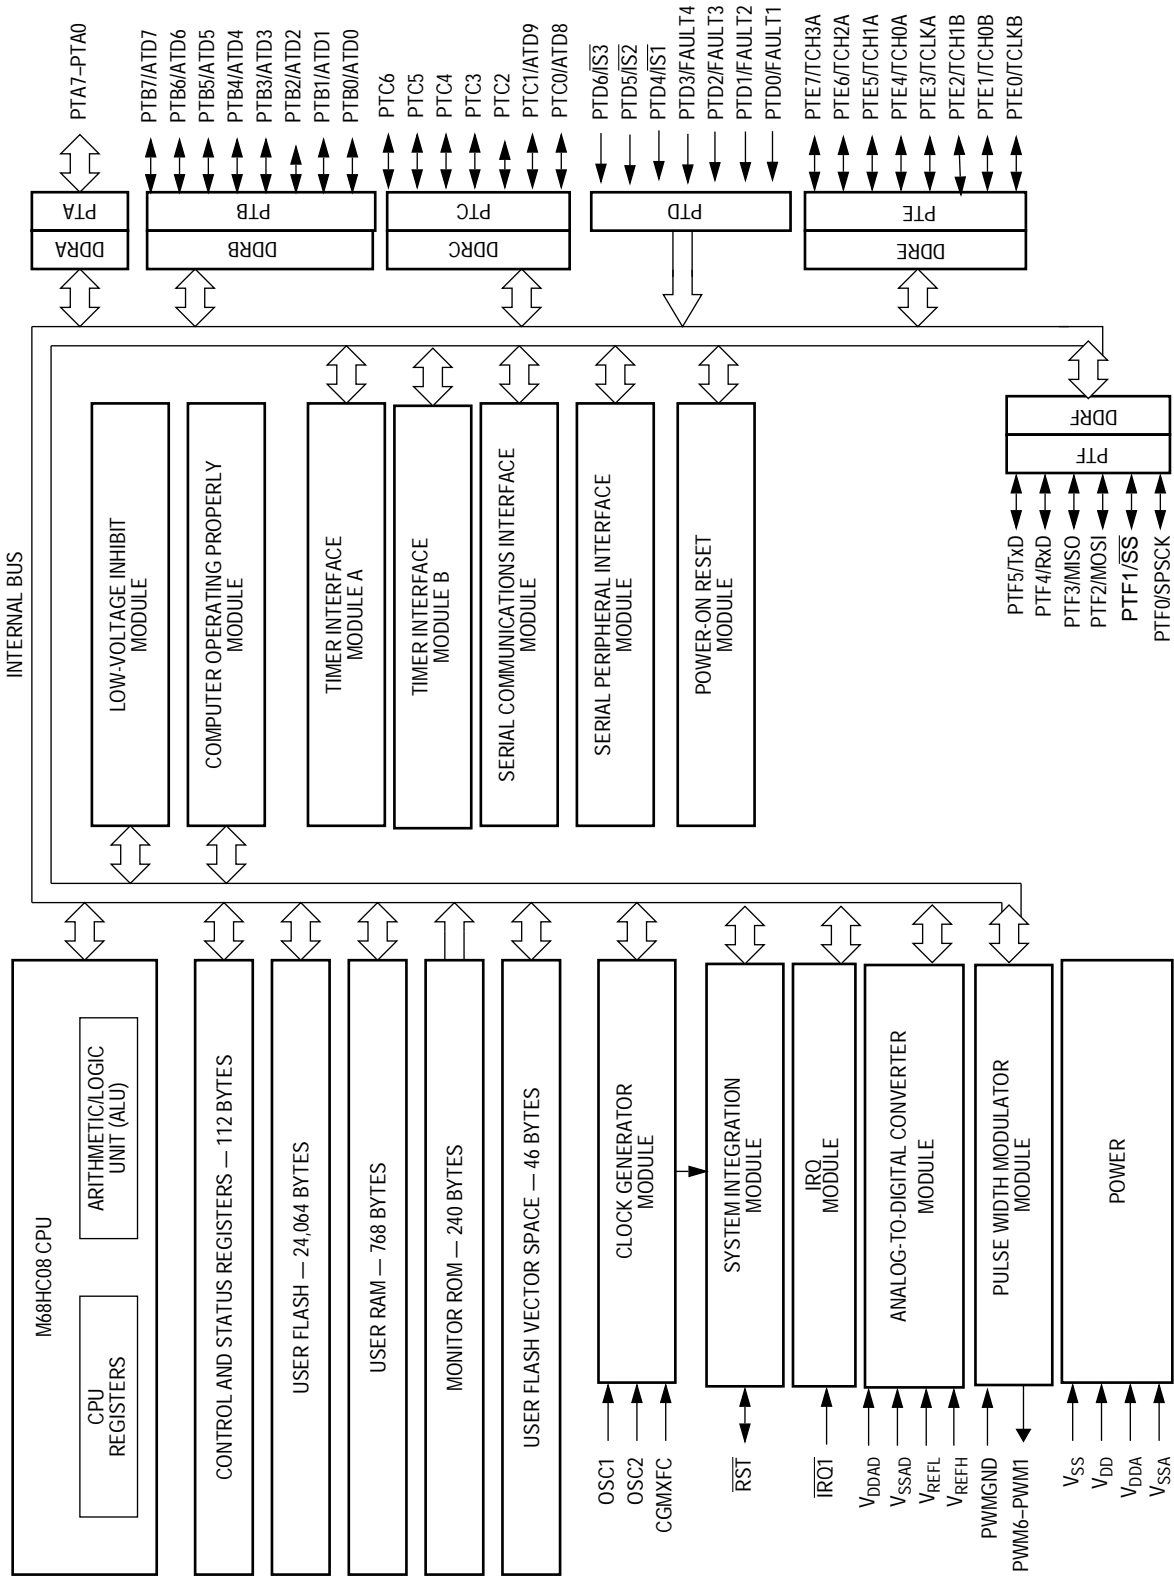 INTERNAL BUS
M68HC08 CPU
CPU
REGISTERS
ARITHMETIC/LOGIC
UNIT (ALU)
CONTROL AND STATUS REGISTERS — 112 BYTES
USER FLASH — 24,064 BYTES
USER RAM — 768 BYTES
MONITOR ROM — 240 BYTES
USER FLASH VECTOR SPACE — 46 BYTES
OSC1
OSC2
CGMXFC
CLOCK GENERATOR
MODULE
RST
SYSTEM INTEGRATION
MODULE
IRQ1
IRQ
MODULE
VDDAD
VSSAD
VREFL
VREFH
ANALOG-TO-DIGITAL CONVERTER
MODULE
PWMGND
PWM6–PWM1
PULSE WIDTH MODULATOR
MODULE
VSS
VDD
VDDA
VSSA
POWER
LOW-VOLTAGE INHIBIT
MODULE
COMPUTER OPERATING PROPERLY
MODULE
TIMER INTERFACE
MODULE A
TIMER INTERFACE
MODULE B
SERIAL COMMUNICATIONS INTERFACE
MODULE
SERIAL PERIPHERAL INTERFACE
MODULE
POWER-ON RESET
MODULE
DDRA
PTA
PTA7–PTA0
DDRB
PTB
PTB7/ATD7
PTB6/ATD6
PTB5/ATD5
PTB4/ATD4
PTB3/ATD3
PTB2/ATD2
PTB1/ATD1
PTB0/ATD0
DDRC
PTC
PTC6
PTC5
PTC4
PTC3
PTC2
PTC1/ATD9
PTC0/ATD8
PTD
PTD6/IS3
PTD5/IS2
PTD4/IS1
PTD3/FAULT4
PTD2/FAULT3
PTD1/FAULT2
PTD0/FAULT1
DDRE
PTE
PTE7/TCH3A
PTE6/TCH2A
PTE5/TCH1A
PTE4/TCH0A
PTE3/TCLKA
PTE2/TCH1B
PTE1/TCH0B
PTE0/TCLKB
DDRF
PTF
PTF5/TxD
PTF4/RxD
PTF3/MISO
PTF2/MOSI
PTF1/SS
PTF0/SPSCK